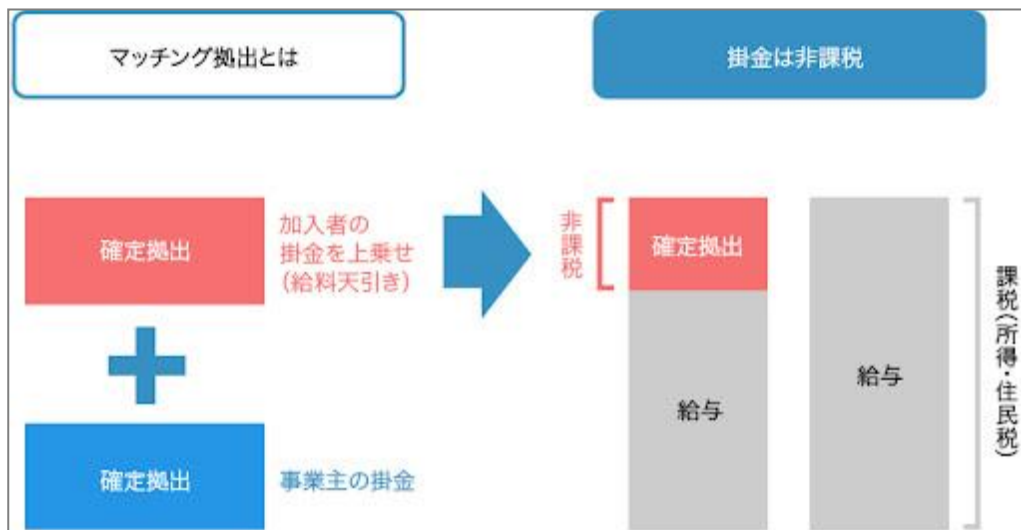 マッチング拠出とは
掛金は非課税
確定拠出
加入者の
掛金を上乗せ
(給料天引き)
確定拠出
事業主の掛金
非課税
確定拠出
給与
給与
課税(所得・住民税)